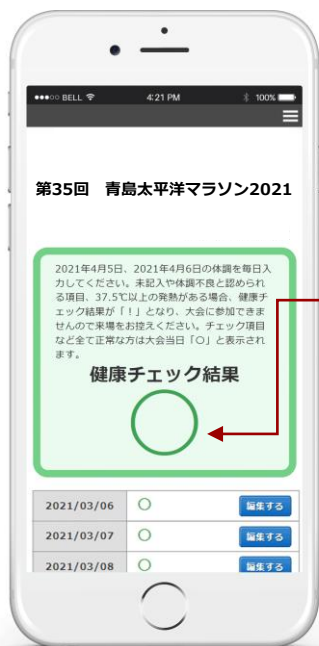 ●●●○○ BELL 4:21 PM 100%
第35回 青島太平洋マラソン2021
2021年4月5日、2021年4月6日の体調を毎日入
力してください。未記入や体調不良と認められ
る項目、37.5℃以上の発熱がある場合、健康チ
ェック結果が「！」となり、大会に参加できま
せんので来場をお控えください。チェック項目
など全て正常な方は大会当日「○」と表示され
ます。
健康チェック結果
○
2021/03/06 ○ 編集する
2021/03/07 ○ 編集する
2021/03/08 ○ 編集する